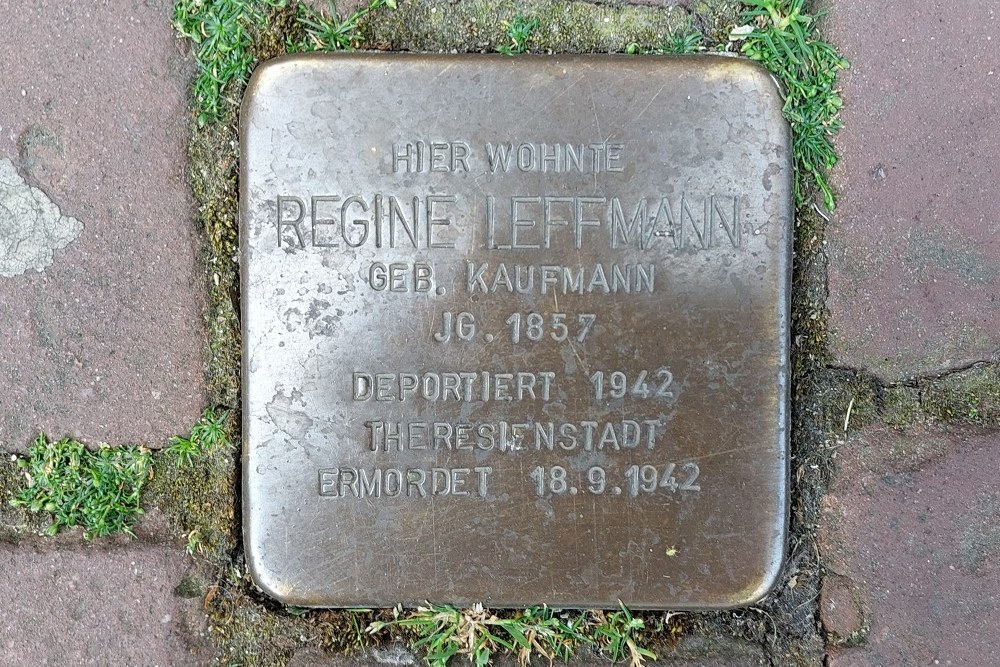 HIER WOHNTE
REGINE LEFFMANN
GEB. KAUFMANN
JG. 1857
DEPORTIERT 1942
THERESIENSTADT
ERMORDET 18.9.1942